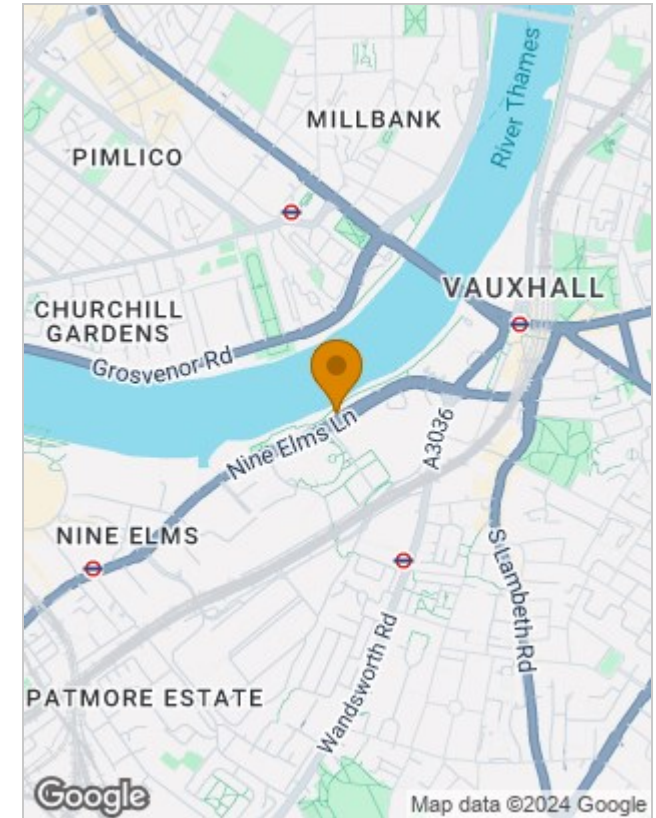 River Thames
MILLBANK
PIMLICO
VAUXHALL
CHURCHILL
GARDENS
Grosvenor Rd
Nine Elms Ln
A3036
NINE ELMS
S Lambeth Rd
Wandsworth Rd
PATMORE ESTATE
Google
Map data ©2024 Google